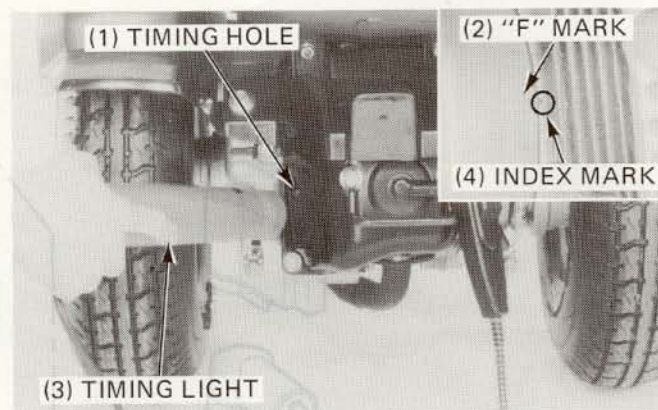 (1) TIMING HOLE
(2) "F" MARK
(4) INDEX MARK
(3) TIMING LIGHT